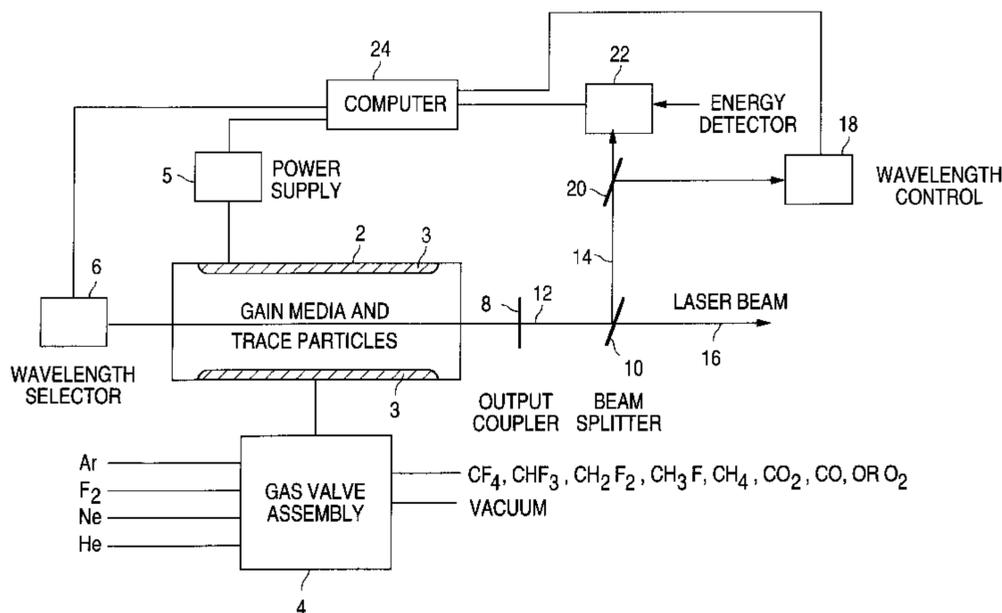 24
COMPUTER
22
ENERGY
DETECTOR
18
WAVELENGTH
CONTROL
5
POWER
SUPPLY
20
6
2
3
14
GAIN MEDIA AND
TRACE PARTICLES
8
12
LASER BEAM
16
10
WAVELENGTH
SELECTOR
3
OUTPUT
COUPLER
BEAM
SPLITTER
Ar
F2
Ne
He
GAS VALVE
ASSEMBLY
CF4, CHF3, CH2F2, CH3F, CH4, CO2, CO, OR O2
VACUUM
4